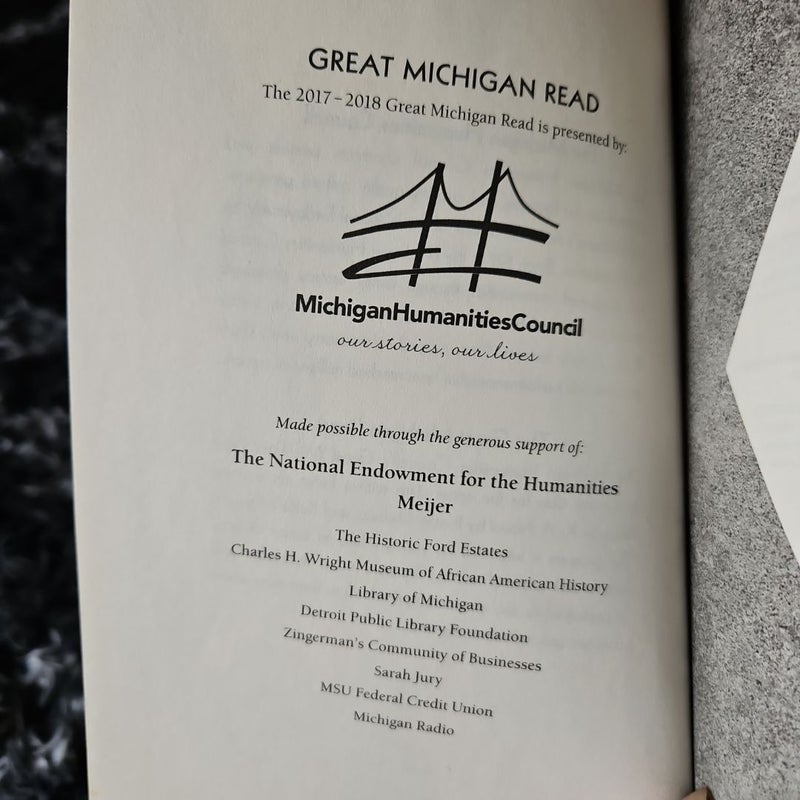 GREAT MICHIGAN READ
The 2017–2018 Great Michigan Read is presented by:
MichiganHumanitiesCouncil
our stories, our lives
Made possible through the generous support of:
The National Endowment for the Humanities
Meijer
The Historic Ford Estates
Charles H. Wright Museum of African American History
Library of Michigan
Detroit Public Library Foundation
Zingerman's Community of Businesses
Sarah Jury
MSU Federal Credit Union
Michigan Radio